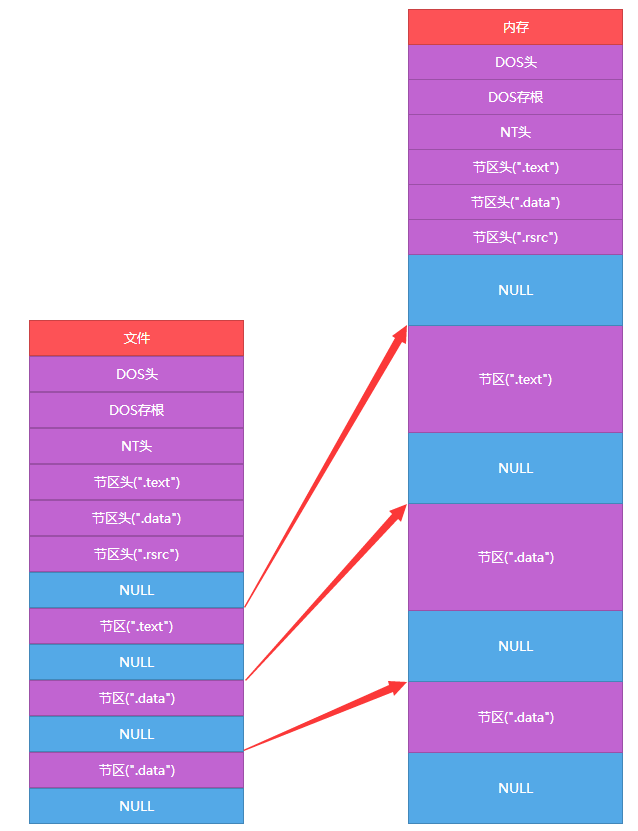 文件
DOS头
DOS存根
NT头
节区头(".text")
节区头(".data")
节区头(".rsrc")
NULL
节区(".text")
NULL
节区(".data")
NULL
节区(".data")
NULL
内存
DOS头
DOS存根
NT头
节区头(".text")
节区头(".data")
节区头(".rsrc")
NULL
节区(".text")
NULL
节区(".data")
NULL
节区(".data")
NULL